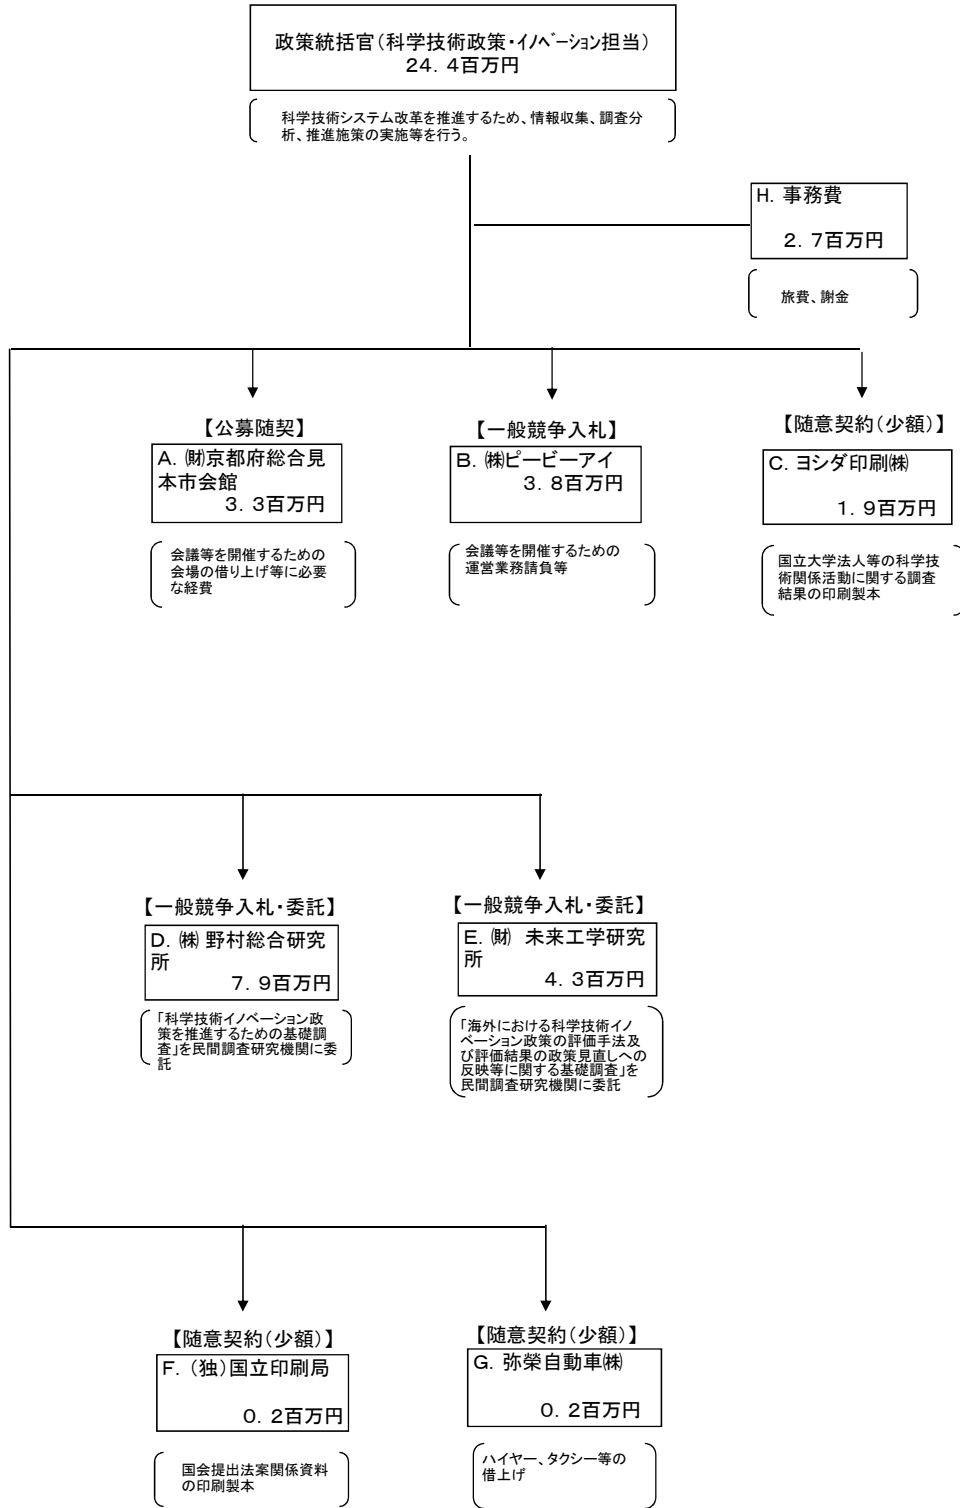 政策統括官（科学技術政策・ｲﾉﾍﾞｰｼｮﾝ担当）
２４．４百万円
科学技術システム改革を推進するため、情報収集、調査分
析、推進施策の実施等を行う。
H．事務費
２．７百万円
旅費、謝金
【公募随契】
A．㈶京都府総合見
本市会館
３．３百万円
会議等を開催するための
会場の借り上げ等に必要
な経費
【一般競争入札】
B．㈱ピービーアイ
３．８百万円
会議等を開催するための
運営業務請負等
【随意契約（少額）】
C．ヨシダ印刷㈱
１．９百万円
国立大学法人等の科学技
術関係活動に関する調査
結果の印刷製本
【一般競争入札・委託】
D．㈱ 野村総合研究
所
７．９百万円
「科学技術イノベーション政
策を推進するための基礎調
査」を民間調査研究機関に委
託
【一般競争入札・委託】
E．㈶　未来工学研究
所
４．３百万円
「海外における科学技術イノ
ベーション政策の評価手法及
び評価結果の政策見直しへの
反映等に関する基礎調査」を
民間調査研究機関に委託
【随意契約（少額）】
F．（独）国立印刷局
０．２百万円
国会提出法案関係資料
の印刷製本
【随意契約（少額）】
G．弥榮自動車㈱
０．２百万円
ハイヤー、タクシー等の
借上げ